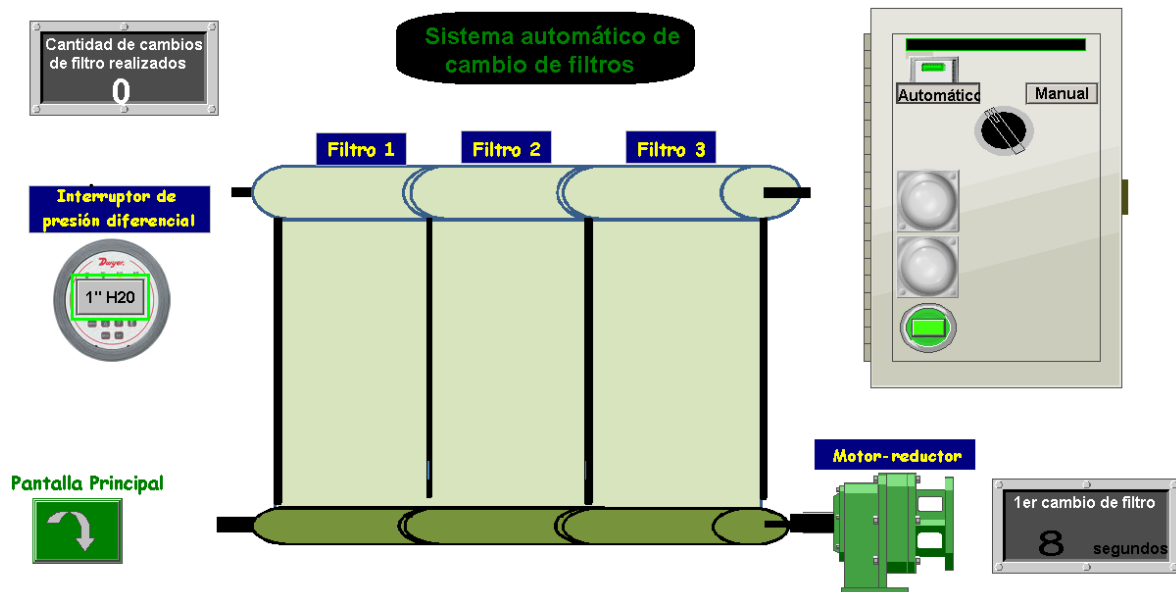 Cantidad de cambios
de filtro realizados
0
Sistema automático de
cambio de filtros
Automático
Manual
Filtro 1
Filtro 2
Filtro 3
Interruptor de
presión diferencial
Dwyer
1" H20
Pantalla Principal
Motor-reductor
1er cambio de filtro
8 segundos